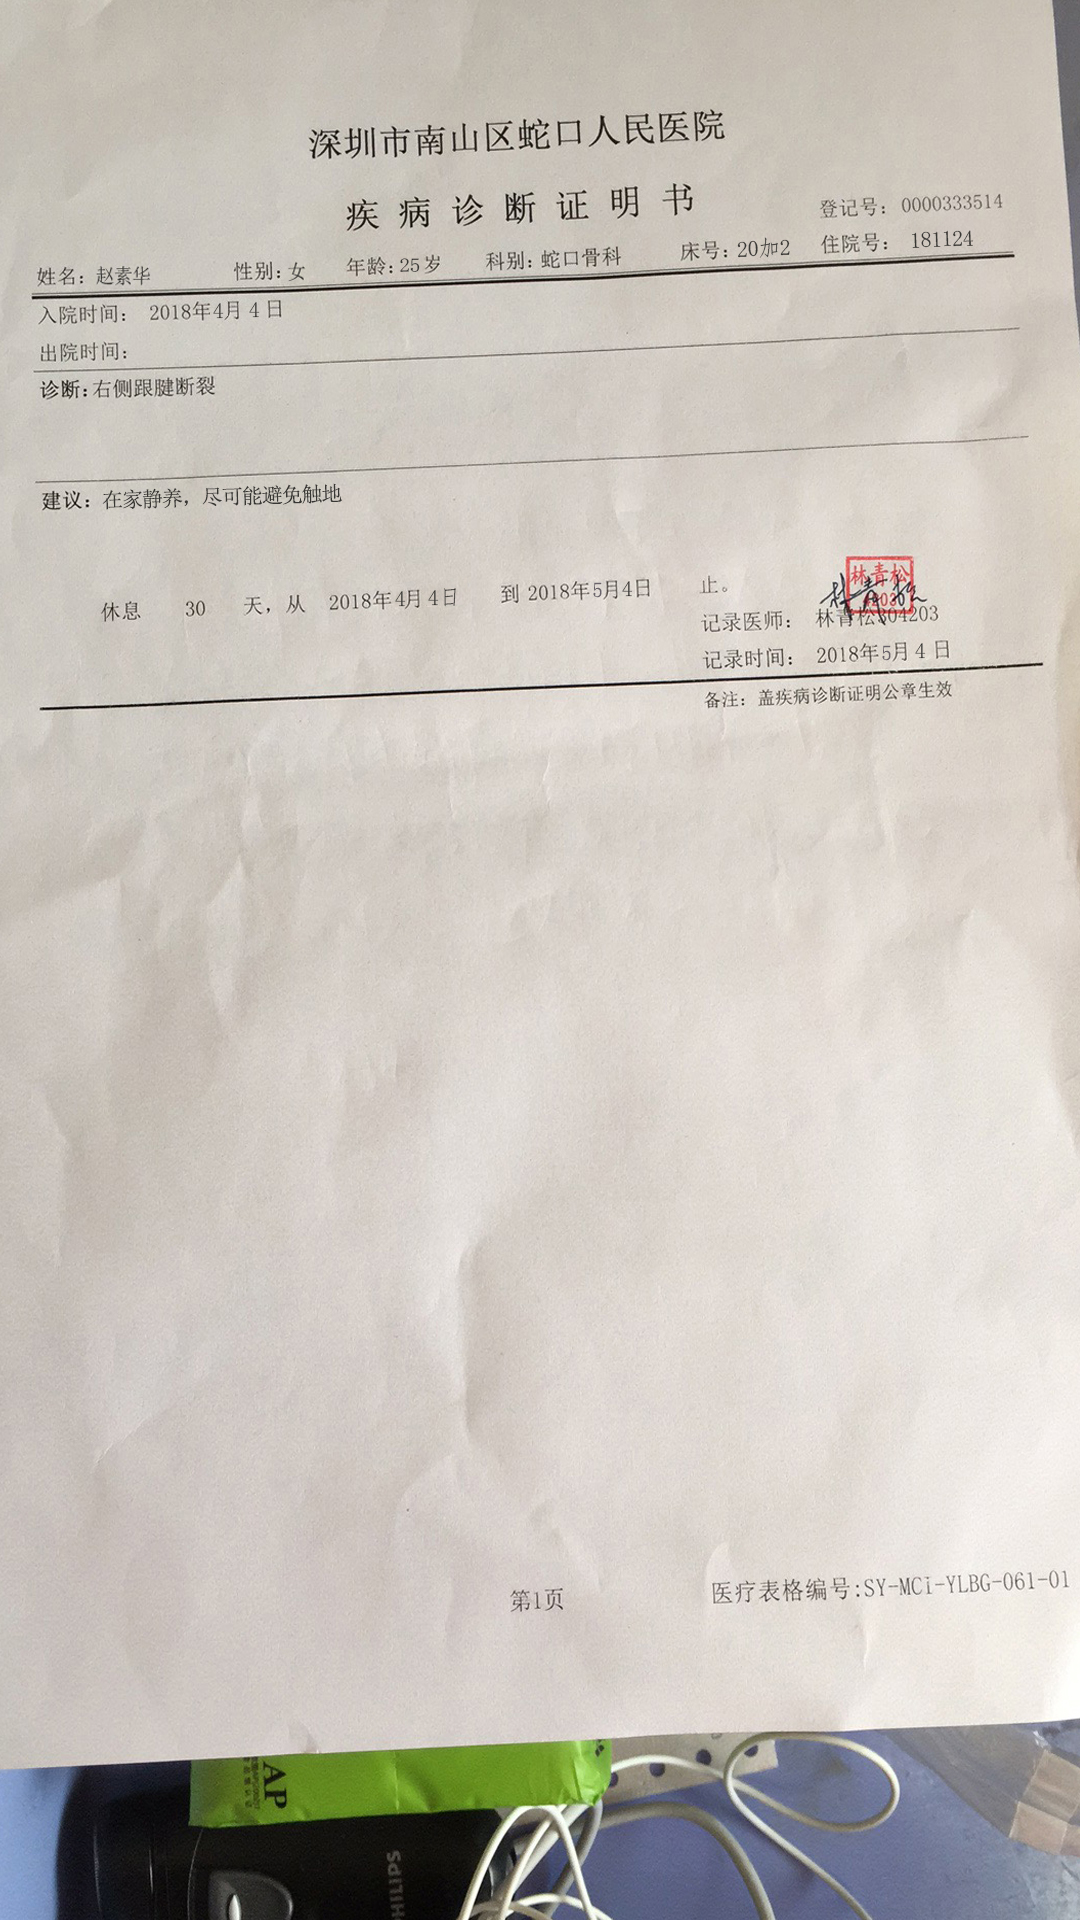 深圳市南山区蛇口人民医院
疾病诊断证明书
登记号：0000333514
姓名：赵素华 性别：女 年龄：25岁 科别：蛇口骨科 床号：20加2 住院号：181124
入院时间：2018年4月4日
出院时间：
诊断：右侧跟腱断裂
建议：在家静养，尽可能避免触地
休息 30 天，从 2018年4月4日 到 2018年5月4日 止。
林青松
记录医师：林青松304203
记录时间：2018年5月4日
备注：盖疾病诊断证明公章生效
第1页 医疗表格编号:SY-MCi-YLBG-061-01
AP
PHILIPS